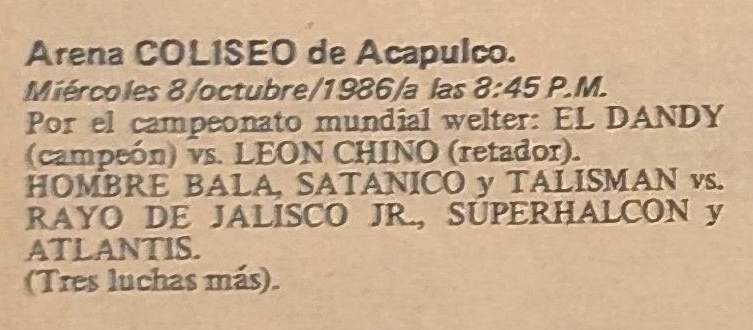 Arena COLISEO de Acapulco.
Miércoles 8/octubre/1986/a las 8:45 P.M.
Por el campeonato mundial welter: EL DANDY
(campeón) vs. LEON CHINO (retador).
HOMBRE BALA, SATANICO y TALISMAN vs.
RAYO DE JALISCO JR., SUPERHALCON y
ATLANTIS.
(Tres luchas más).